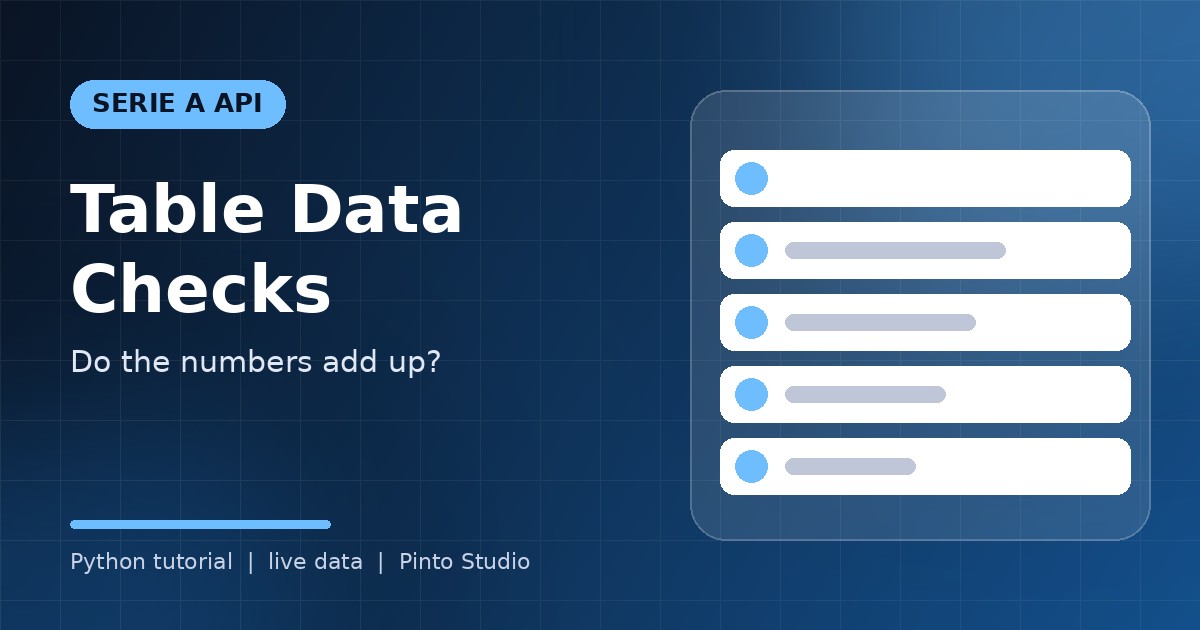 SERIE A API
Table Data
Checks
Do the numbers add up?
Python tutorial | live data | Pinto Studio